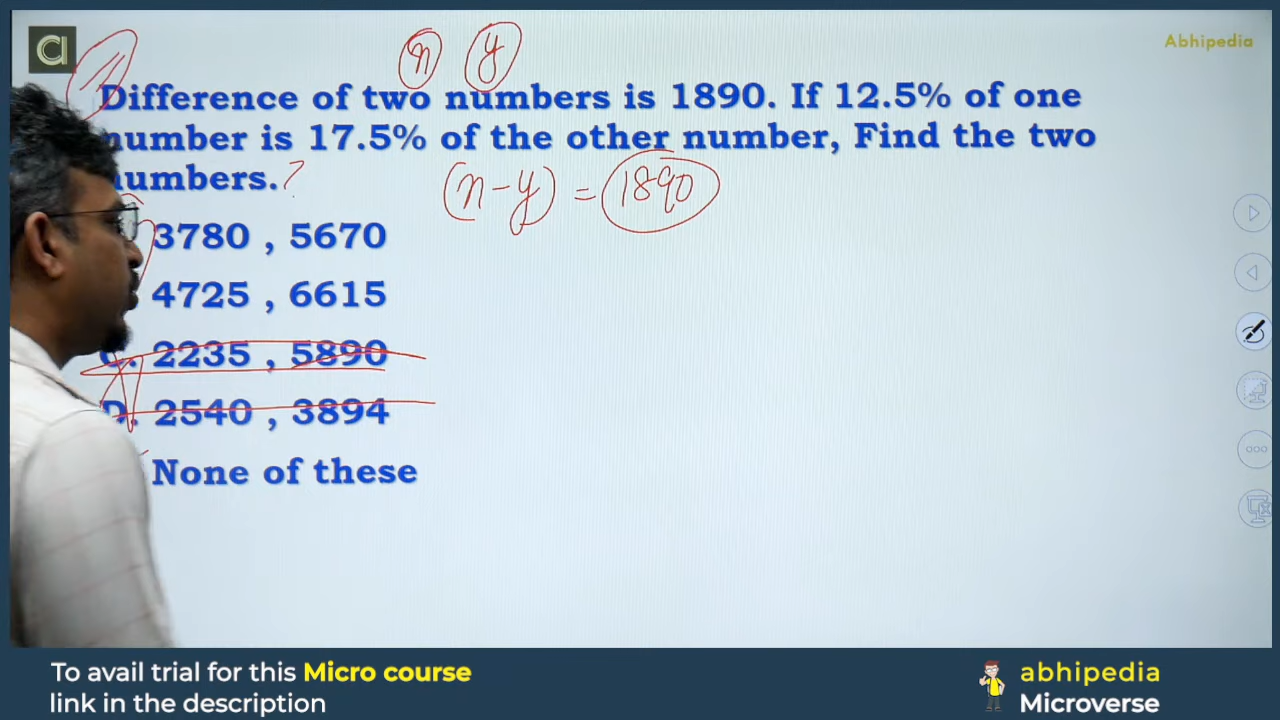 x y
Abhipedia
Difference of two numbers is 1890. If 12.5% of one
number is 17.5% of the other number, Find the two
numbers.?
(x-y) = 1890
3780 , 5670
4725 , 6615
C. 2235 , 5890
D. 2540 , 3894
None of these
To avail trial for this Micro course
link in the description
abhipedia
Microverse